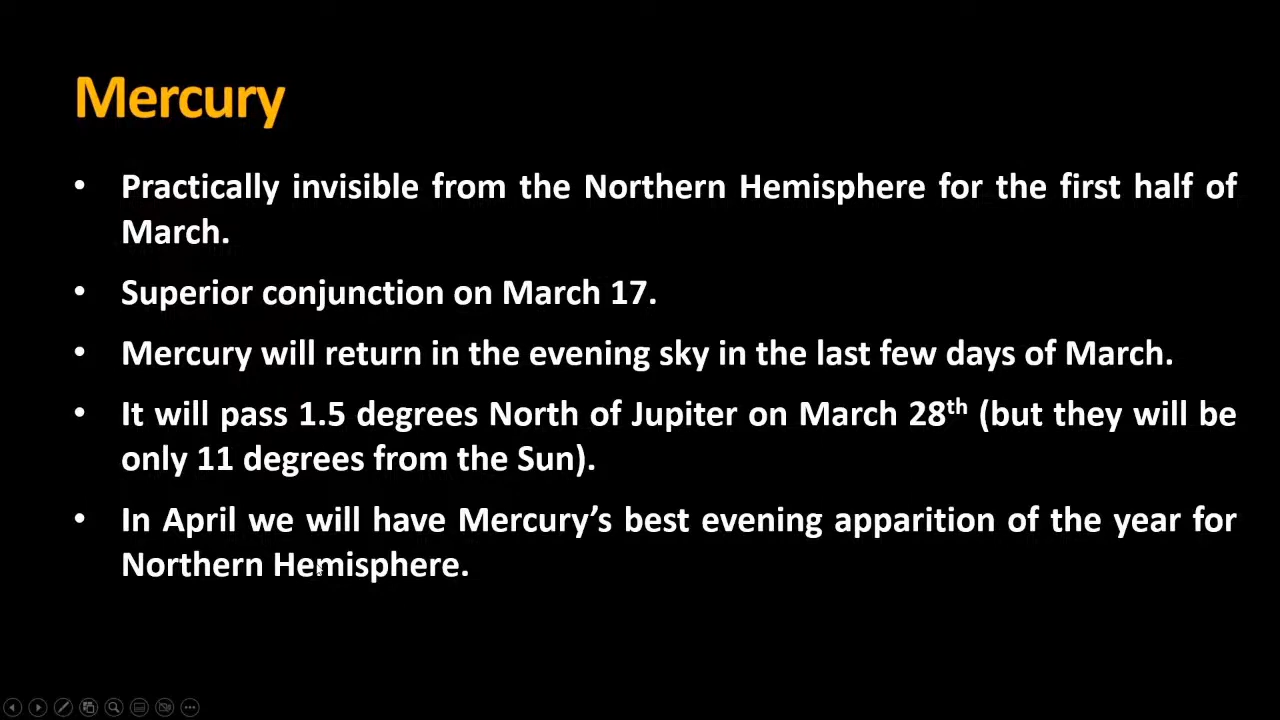 Mercury
• Practically invisible from the Northern Hemisphere for the first half of
March.
• Superior conjunction on March 17.
• Mercury will return in the evening sky in the last few days of March.
• It will pass 1.5 degrees North of Jupiter on March 28th (but they will be
only 11 degrees from the Sun).
• In April we will have Mercury’s best evening apparition of the year for
Northern Hemisphere.